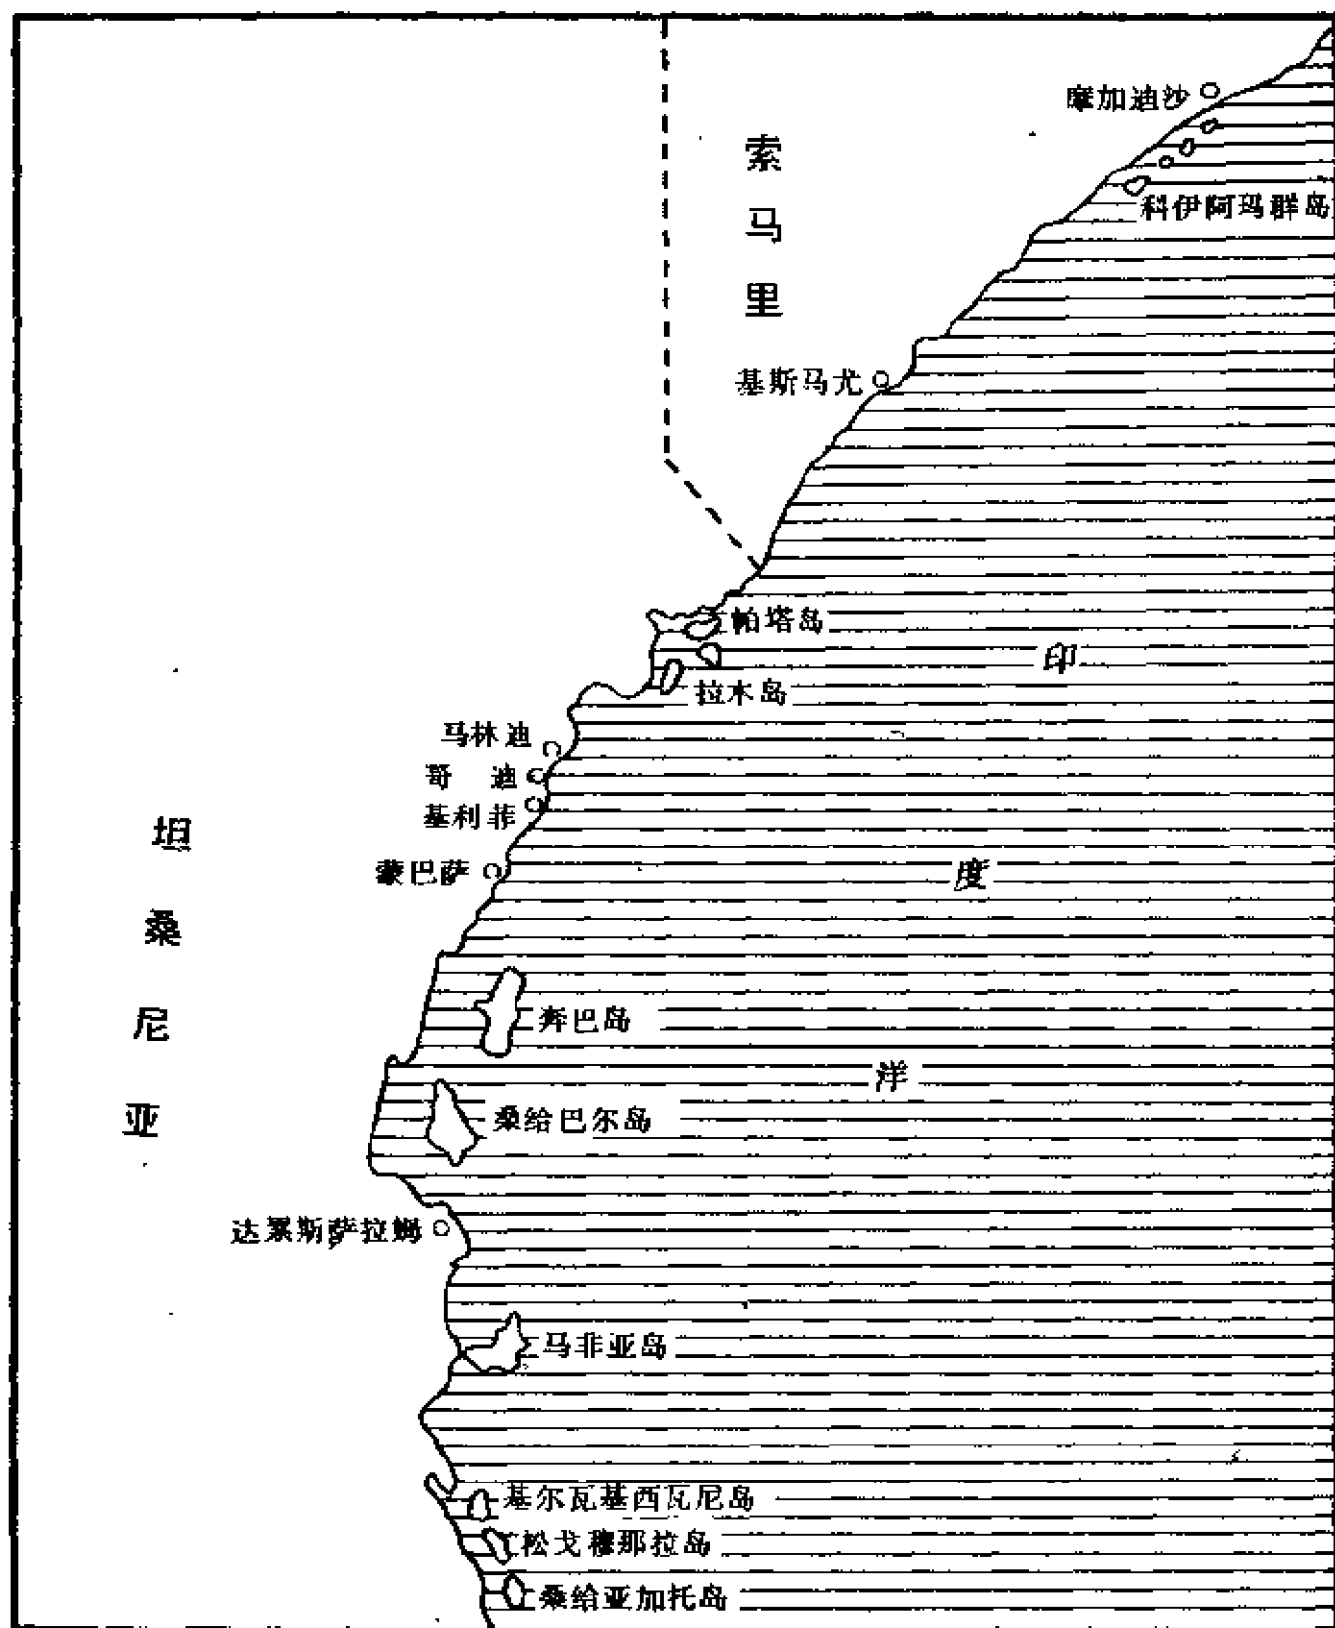 摩加迪沙
科伊阿玛群岛
索马里
基斯马尤
帕塔岛
拉木岛
印度洋
马林迪
哥迪
基利菲
蒙巴萨
坦桑尼亚
奔巴岛
桑给巴尔岛
达累斯萨拉姆
马非亚岛
基尔瓦基西瓦尼岛
松戈穆那拉岛
桑给亚加托岛